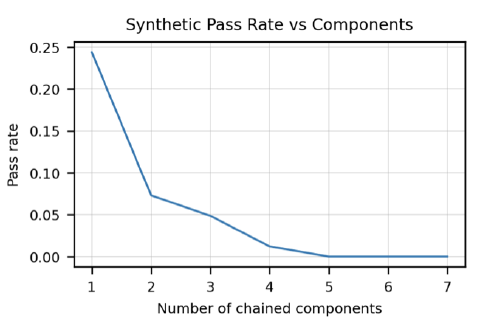 Synthetic Pass Rate vs Components
0.25
0.20
0.15
0.10
0.05
0.00
Pass rate
1 2 3 4 5 6 7
Number of chained components